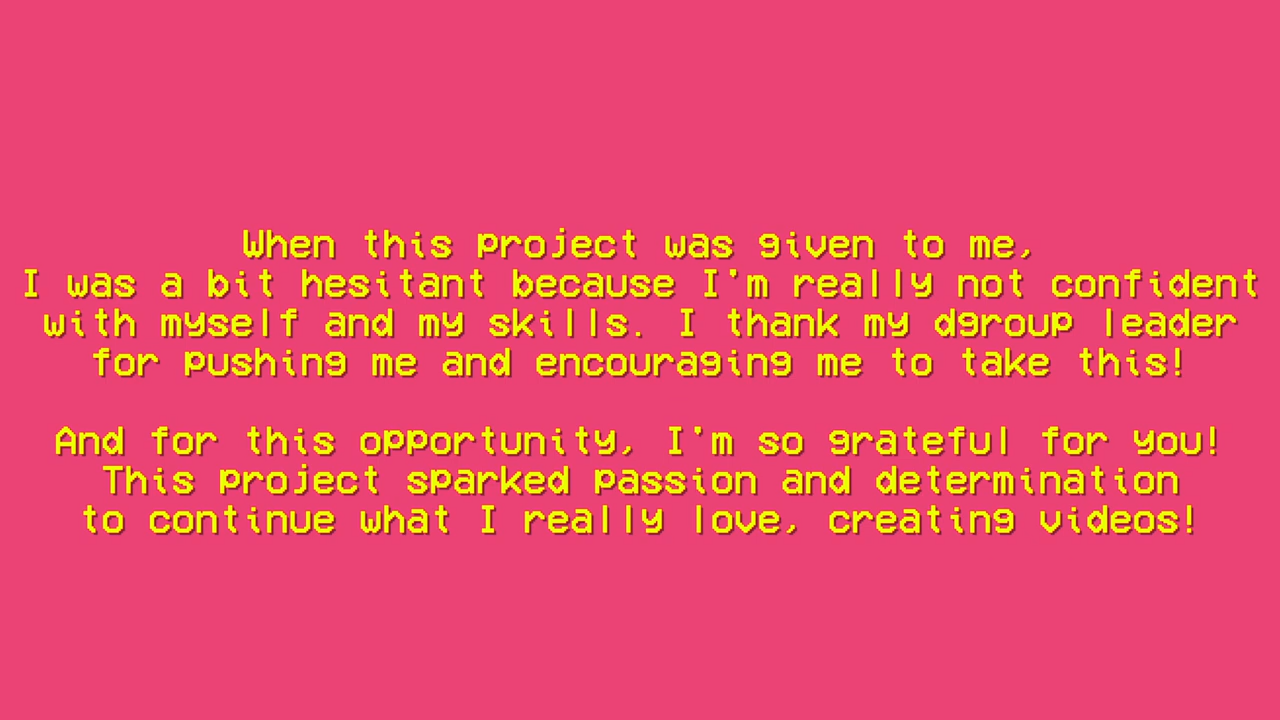 When this project was given to me,
I was a bit hesitant because I'm really not confident
with myself and my skills. I thank my dgroup leader
for pushing me and encouraging me to take this!
And for this opportunity, I'm so grateful for you!
This project sparked passion and determination
to continue what I really love, creating videos!